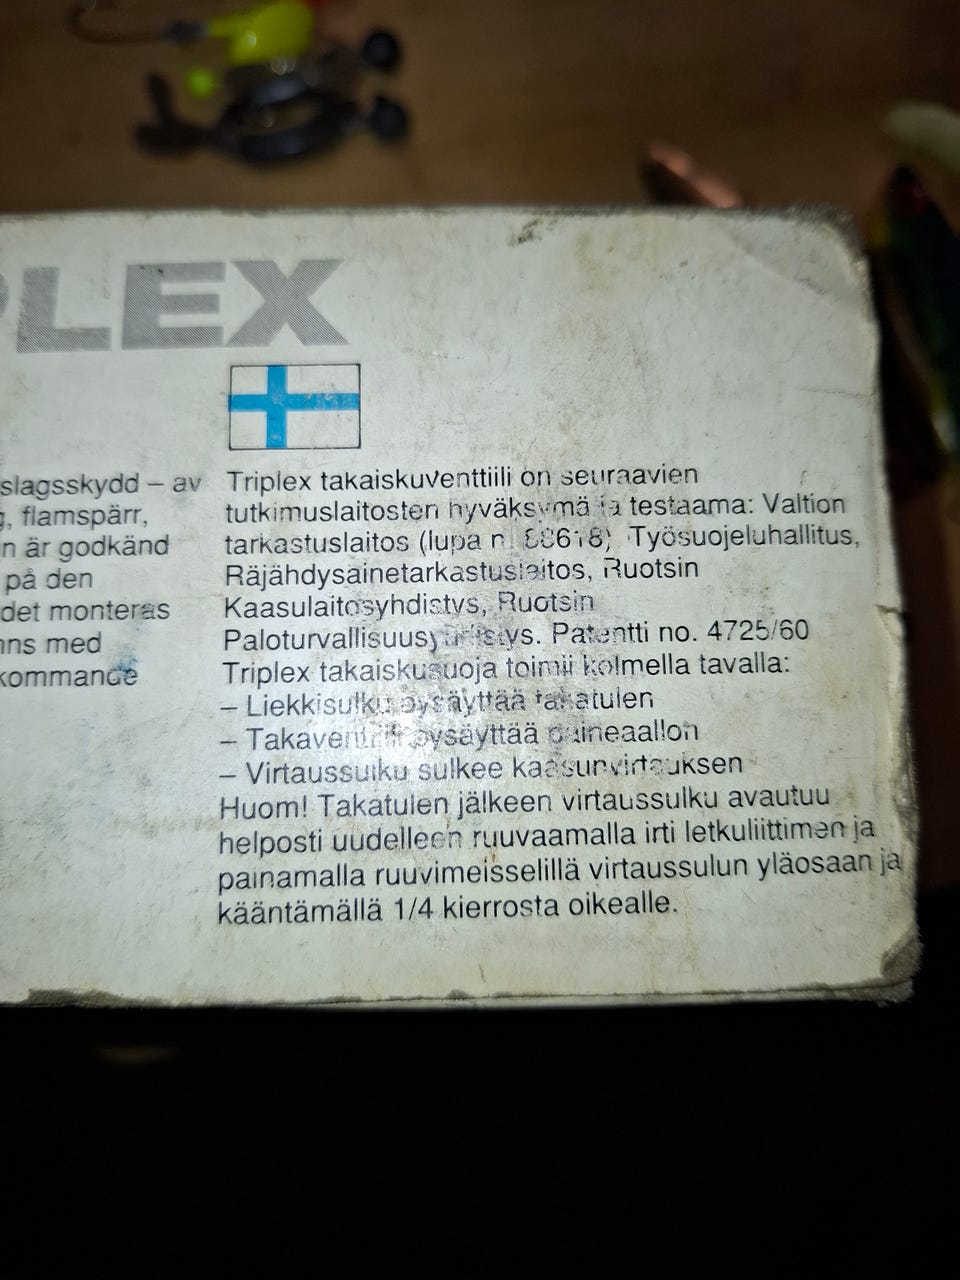 PLEX
slagsskydd – av
, flamspärr,
n är godkänd
på den
det monteras
nns med
kommande
Triplex takaiskuventtiili on seuraavien
tutkimuslaitosten hyväksymä ja testaama: Valtion
tarkastuslaitos (lupa n Työsuojeluhallitus,
Räjähdysainetarkastuslaitos, Ruotsin
Kaasulaitosyhdistys, Ruotsin
Paloturvallisuusyhdistys. Patentti no. 4725/60
Triplex takaiskusuoja toimii kolmella tavalla:
– Liekkisulku pysäyttää takatulen
– Takaventtiili pysäyttää paineaallon
– Virtaussulku sulkee kaasunvirtauksen
Huom! Takatulen jälkeen virtaussulku avautuu
helposti uudelleen ruuvaamalla irti letkuliittimen ja
painamalla ruuvimeisselillä virtaussulun yläosaan ja
kääntämällä 1/4 kierrosta oikealle.